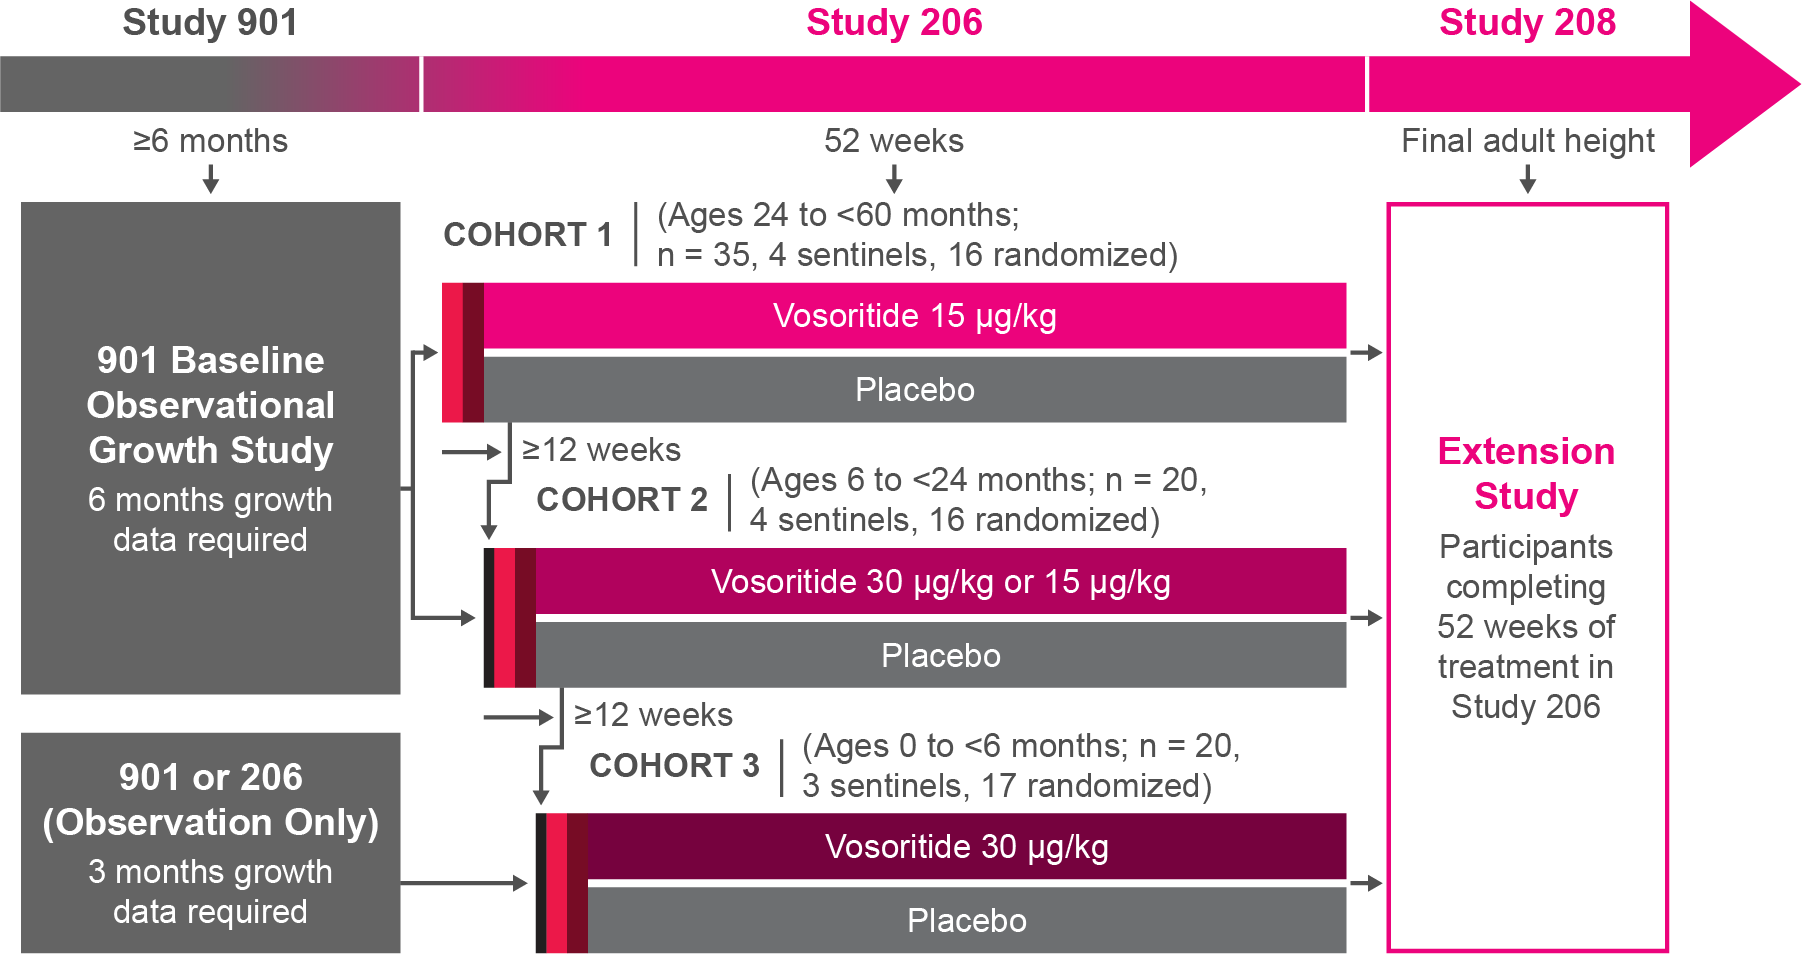 Study 901
Study 206
Study 208
≥6 months
52 weeks
Final adult height
901 Baseline
Observational
Growth Study
6 months growth
data required
COHORT 1
(Ages 24 to <60 months;
n = 35, 4 sentinels, 16 randomized)
Vosoritide 15 µg/kg
Placebo
≥12 weeks
COHORT 2
(Ages 6 to <24 months; n = 20,
4 sentinels, 16 randomized)
Vosoritide 30 µg/kg or 15 µg/kg
Placebo
≥12 weeks
901 or 206
(Observation Only)
3 months growth
data required
COHORT 3
(Ages 0 to <6 months; n = 20,
3 sentinels, 17 randomized)
Vosoritide 30 µg/kg
Placebo
Extension
Study
Participants
completing
52 weeks of
treatment in
Study 206